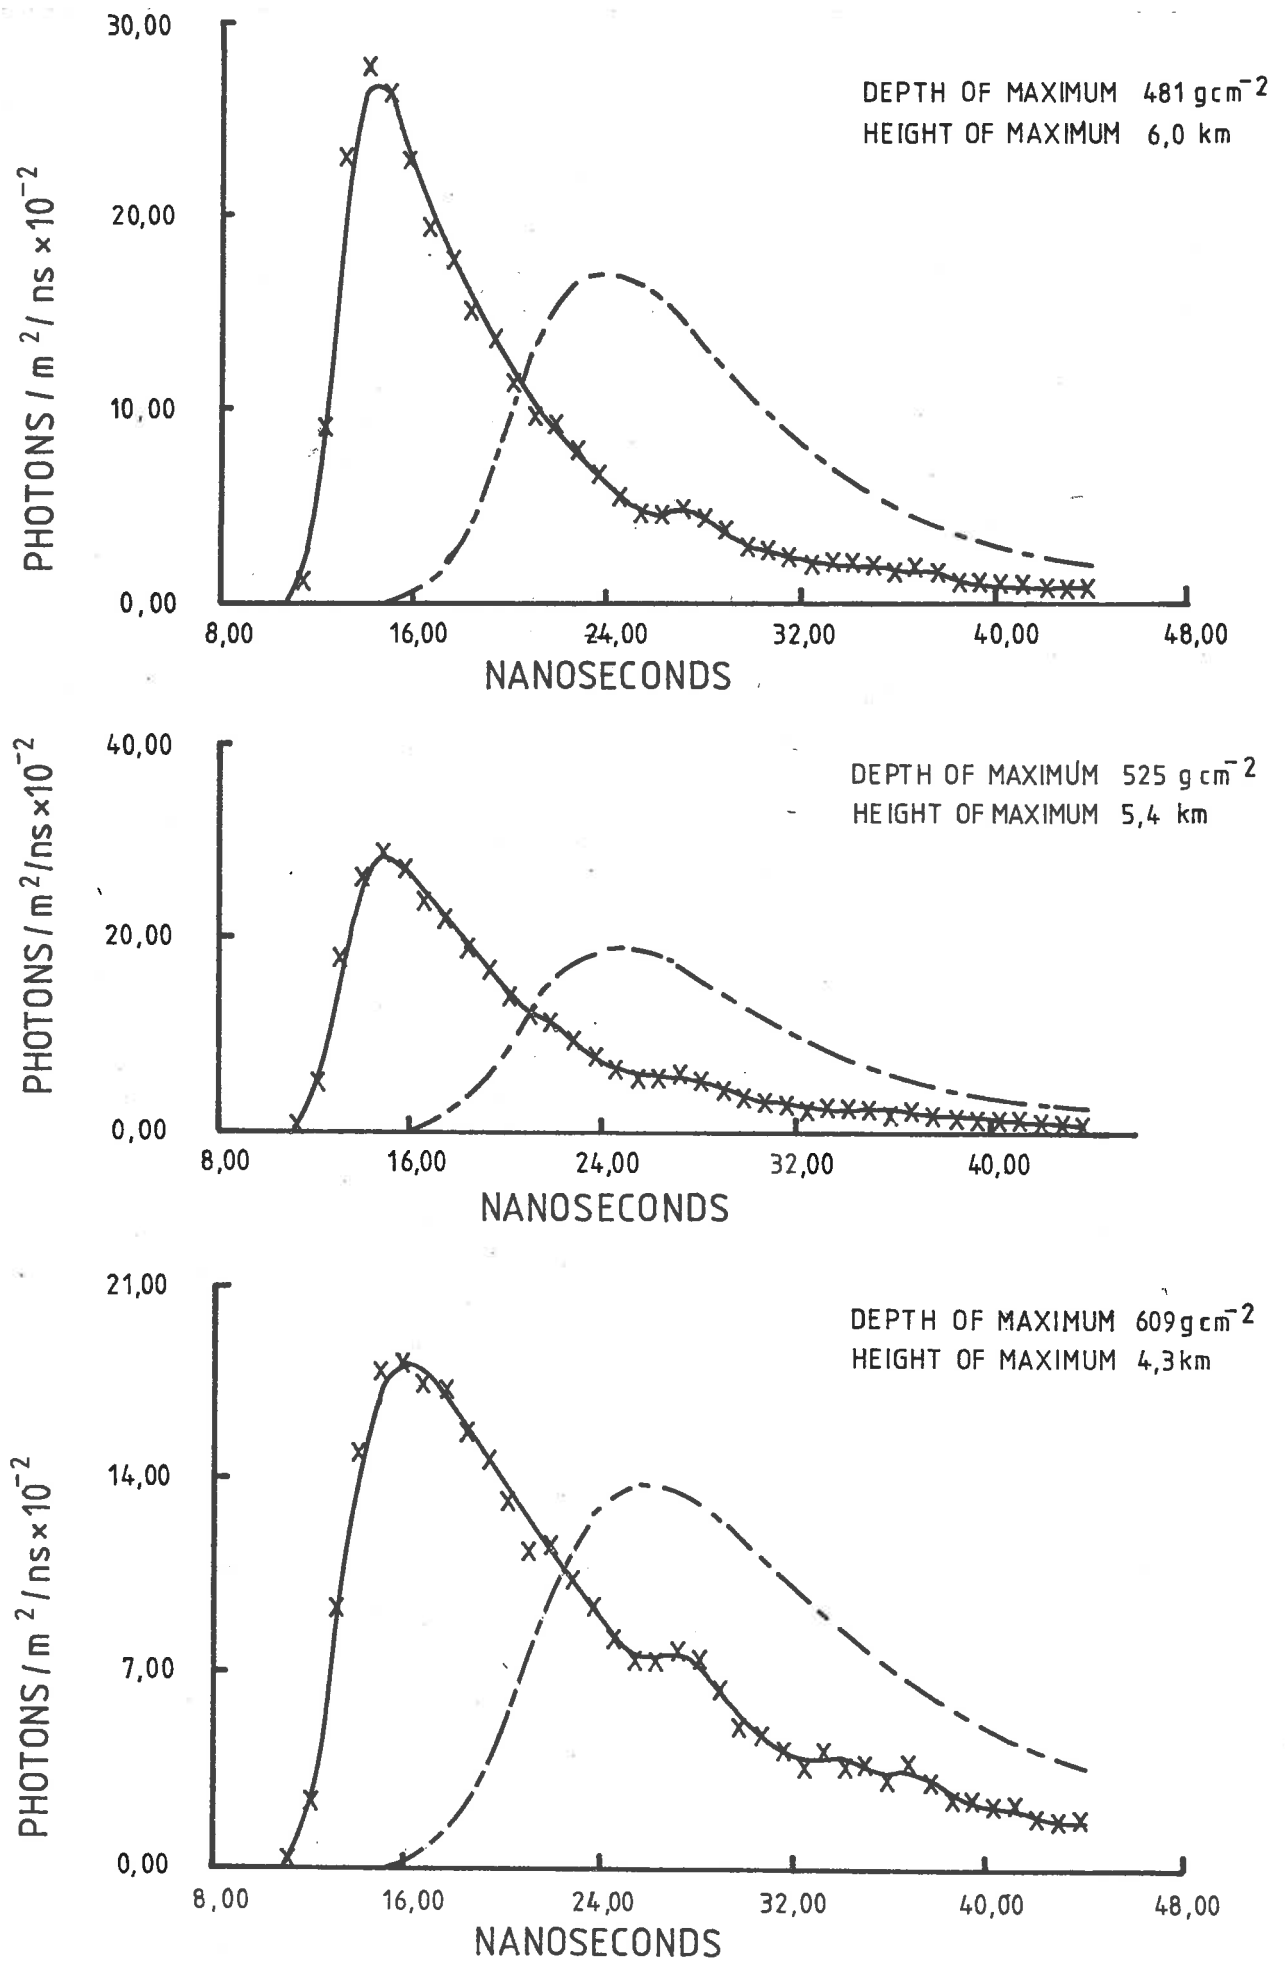 30,00
DEPTH OF MAXIMUM 481 gcm⁻²
HEIGHT OF MAXIMUM 6,0 km
20,00
10,00
0,00
PHOTONS / m²/ ns ×10⁻²
8,00 16,00 24,00 32,00 40,00 48,00
NANOSECONDS
40,00
DEPTH OF MAXIMUM 525 gcm⁻²
HEIGHT OF MAXIMUM 5,4 km
20,00
0,00
PHOTONS / m²/ns×10⁻²
8,00 16,00 24,00 32,00 40,00
NANOSECONDS
21,00
DEPTH OF MAXIMUM 609gcm⁻²
HEIGHT OF MAXIMUM 4,3km
14,00
7,00
0,00
PHOTONS / m²/ns×10⁻²
8,00 16,00 24,00 32,00 40,00 48,00
NANOSECONDS